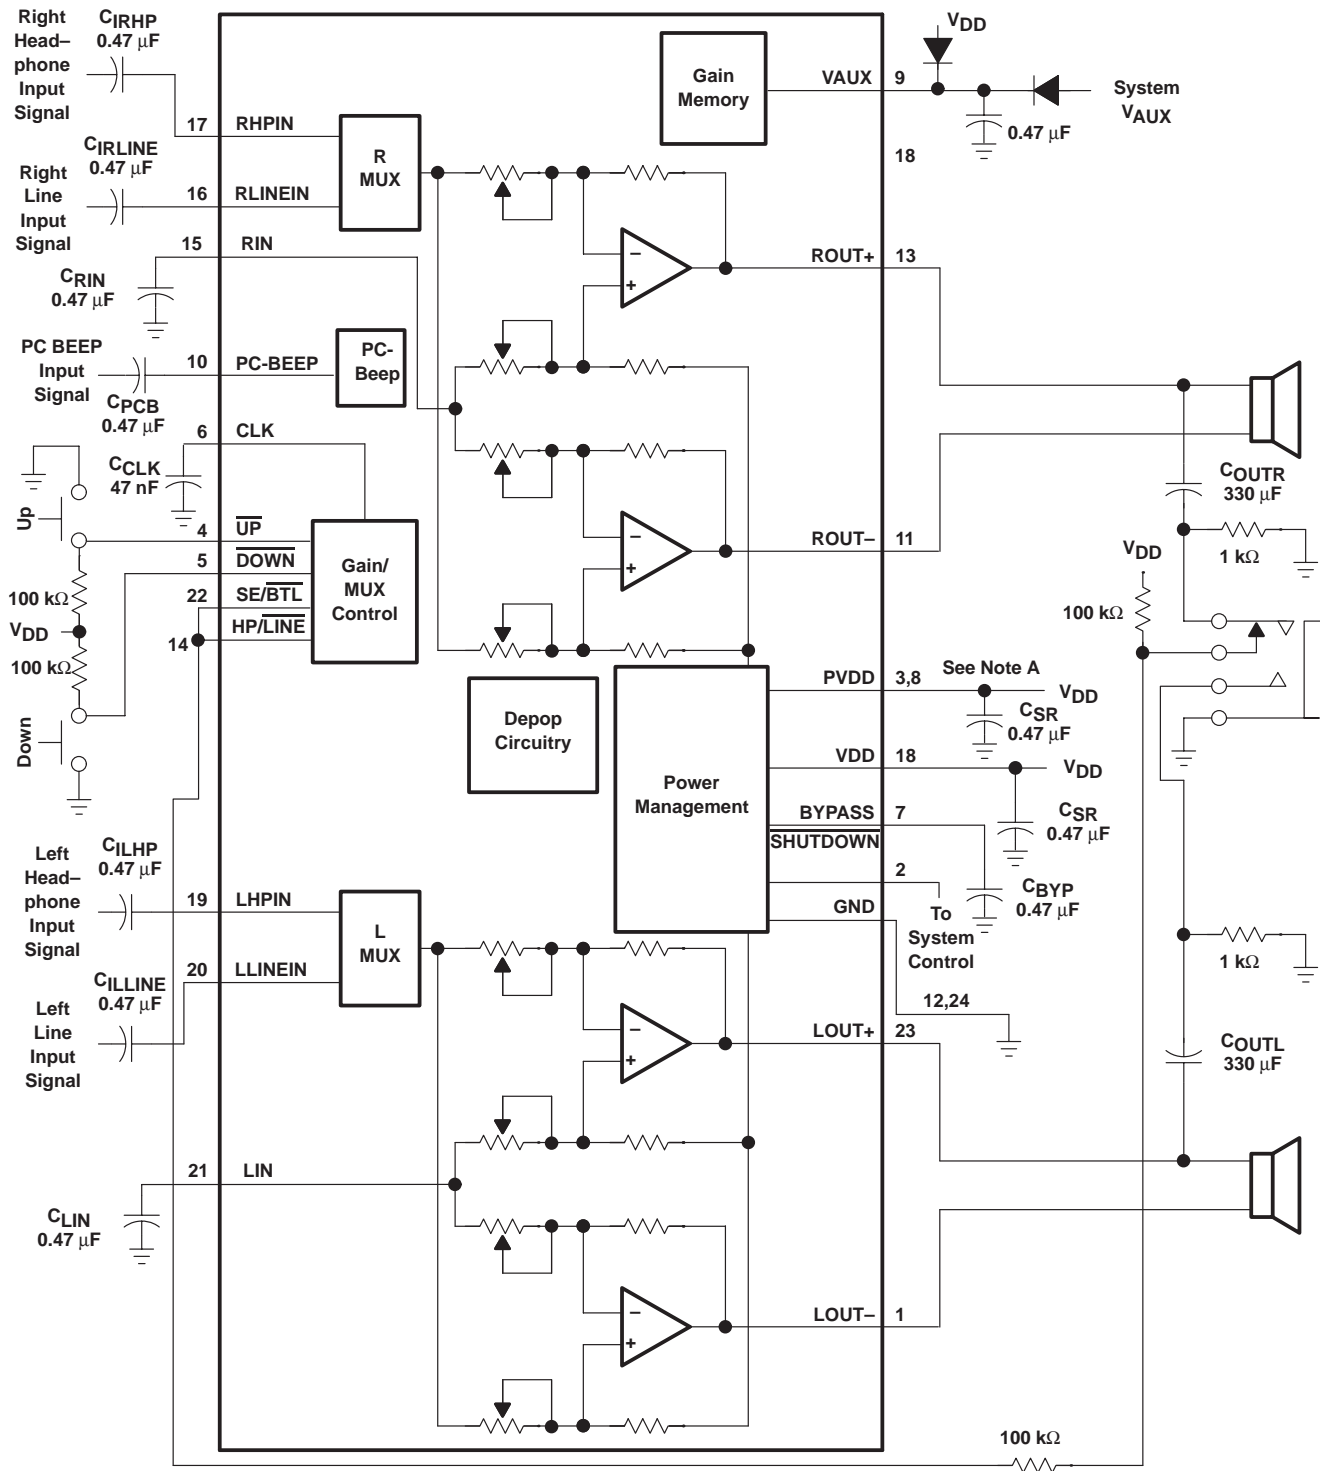 Right
Head–
phone
Input
Signal
CIRHP
0.47 µF
17
RHPIN
CIRLINE
0.47 µF
Right
Line
Input
Signal
16
RLINEIN
R
MUX
15
RIN
CRIN
0.47 µF
PC BEEP
Input
Signal
10
PC-BEEP
PC-
Beep
CPCB
0.47 µF
6
CLK
CCLK
47 nF
Up
4
UP
5
DOWN
22
SE/BTL
14
HP/LINE
Gain/
MUX
Control
100 kΩ
VDD
100 kΩ
Down
Gain
Memory
VAUX
9
VDD
System
VAUX
0.47 µF
18
–
+
ROUT+
13
–
+
ROUT–
11
COUTR
330 µF
1 kΩ
VDD
100 kΩ
Depop
Circuitry
Power
Management
PVDD
3,8
See Note A
VDD
CSR
0.47 µF
VDD
18
VDD
CSR
0.47 µF
BYPASS
7
SHUTDOWN
2
CBYP
0.47 µF
To
System
Control
GND
12,24
Left
Head–
phone
Input
Signal
CILHP
0.47 µF
19
LHPIN
CILLINE
0.47 µF
20
LLINEIN
L
MUX
Left
Line
Input
Signal
–
+
LOUT+
23
1 kΩ
COUTL
330 µF
21
LIN
CLIN
0.47 µF
–
+
LOUT–
1
100 kΩ